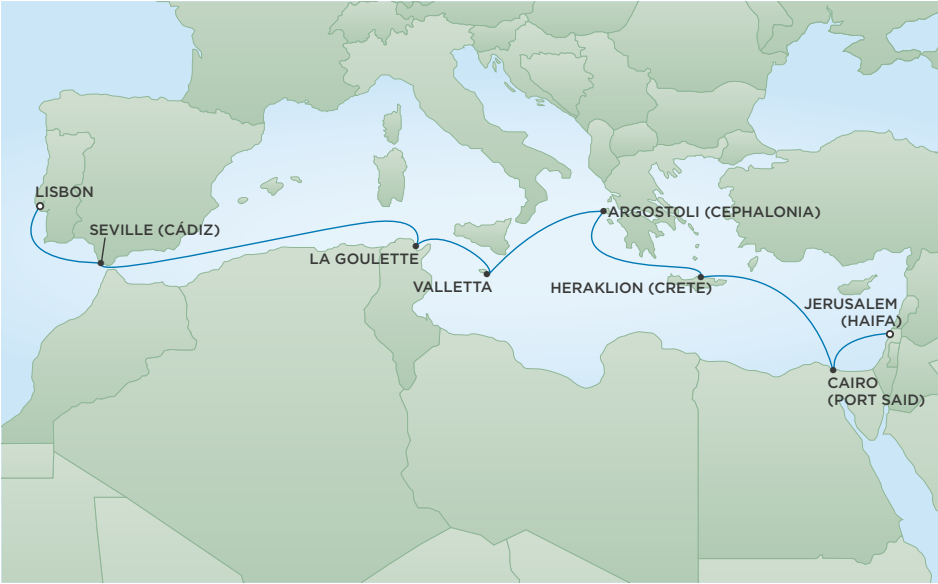 LISBON
SEVILLE (CÁDIZ)
ARGOSTOLI (CEPHALONIA)
LA GOULETTE
VALLETTA
HERAKLION (CRETE)
JERUSALEM
(HAIFA)
CAIRO
(PORT SAID)